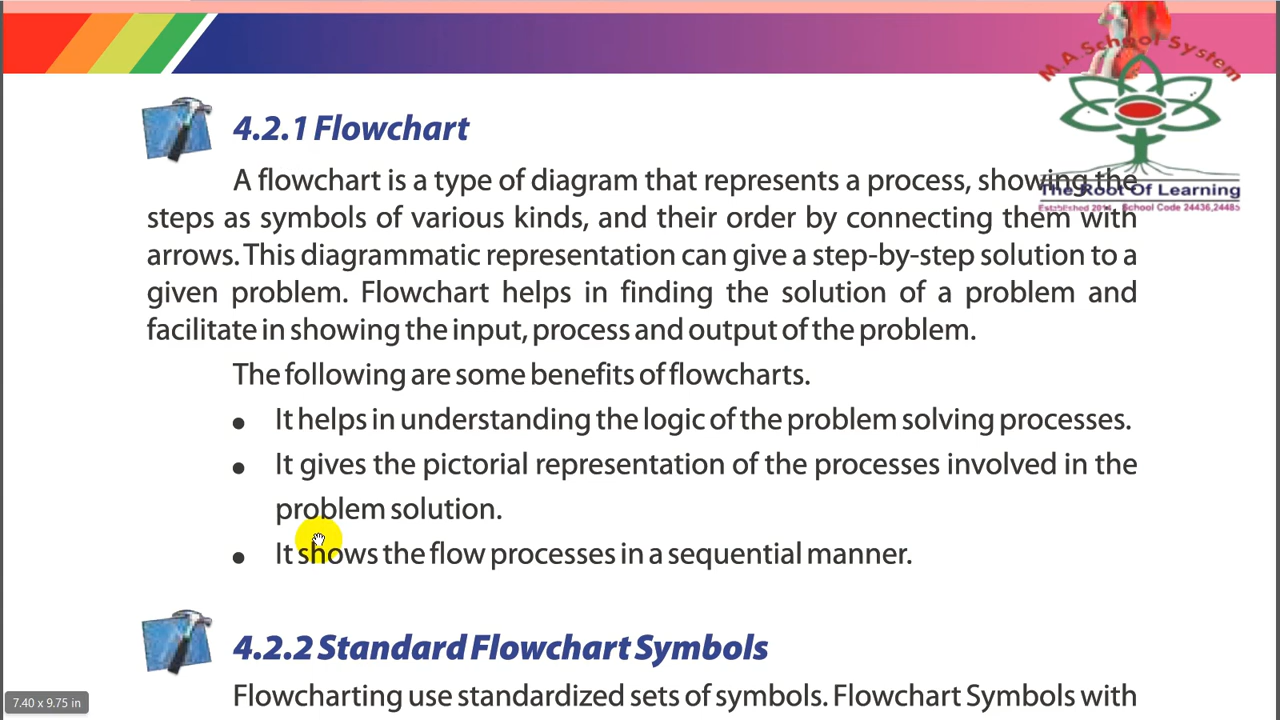 M A School System
The Root Of Learning
Established 2014 School Code 24436,24485
4.2.1 Flowchart
A flowchart is a type of diagram that represents a process, showing the
steps as symbols of various kinds, and their order by connecting them with
arrows. This diagrammatic representation can give a step-by-step solution to a
given problem. Flowchart helps in finding the solution of a problem and
facilitate in showing the input, process and output of the problem.
The following are some benefits of flowcharts.
• It helps in understanding the logic of the problem solving processes.
• It gives the pictorial representation of the processes involved in the
problem solution.
• It shows the flow processes in a sequential manner.
4.2.2 Standard Flowchart Symbols
Flowcharting use standardized sets of symbols. Flowchart Symbols with
7.40 x 9.75 in